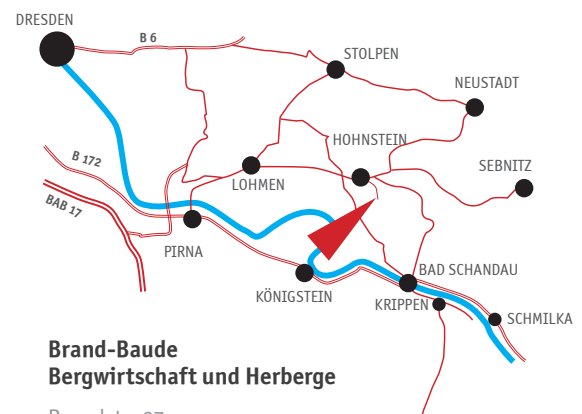 DRESDEN
B 6
STOLPEN
NEUSTADT
HOHNSTEIN
B 172
SEBNITZ
LOHMEN
BAB 17
PIRNA
BAD SCHANDAU
KÖNIGSTEIN
KRIPPEN
SCHMILKA
Brand-Baude
Bergwirtschaft und Herberge